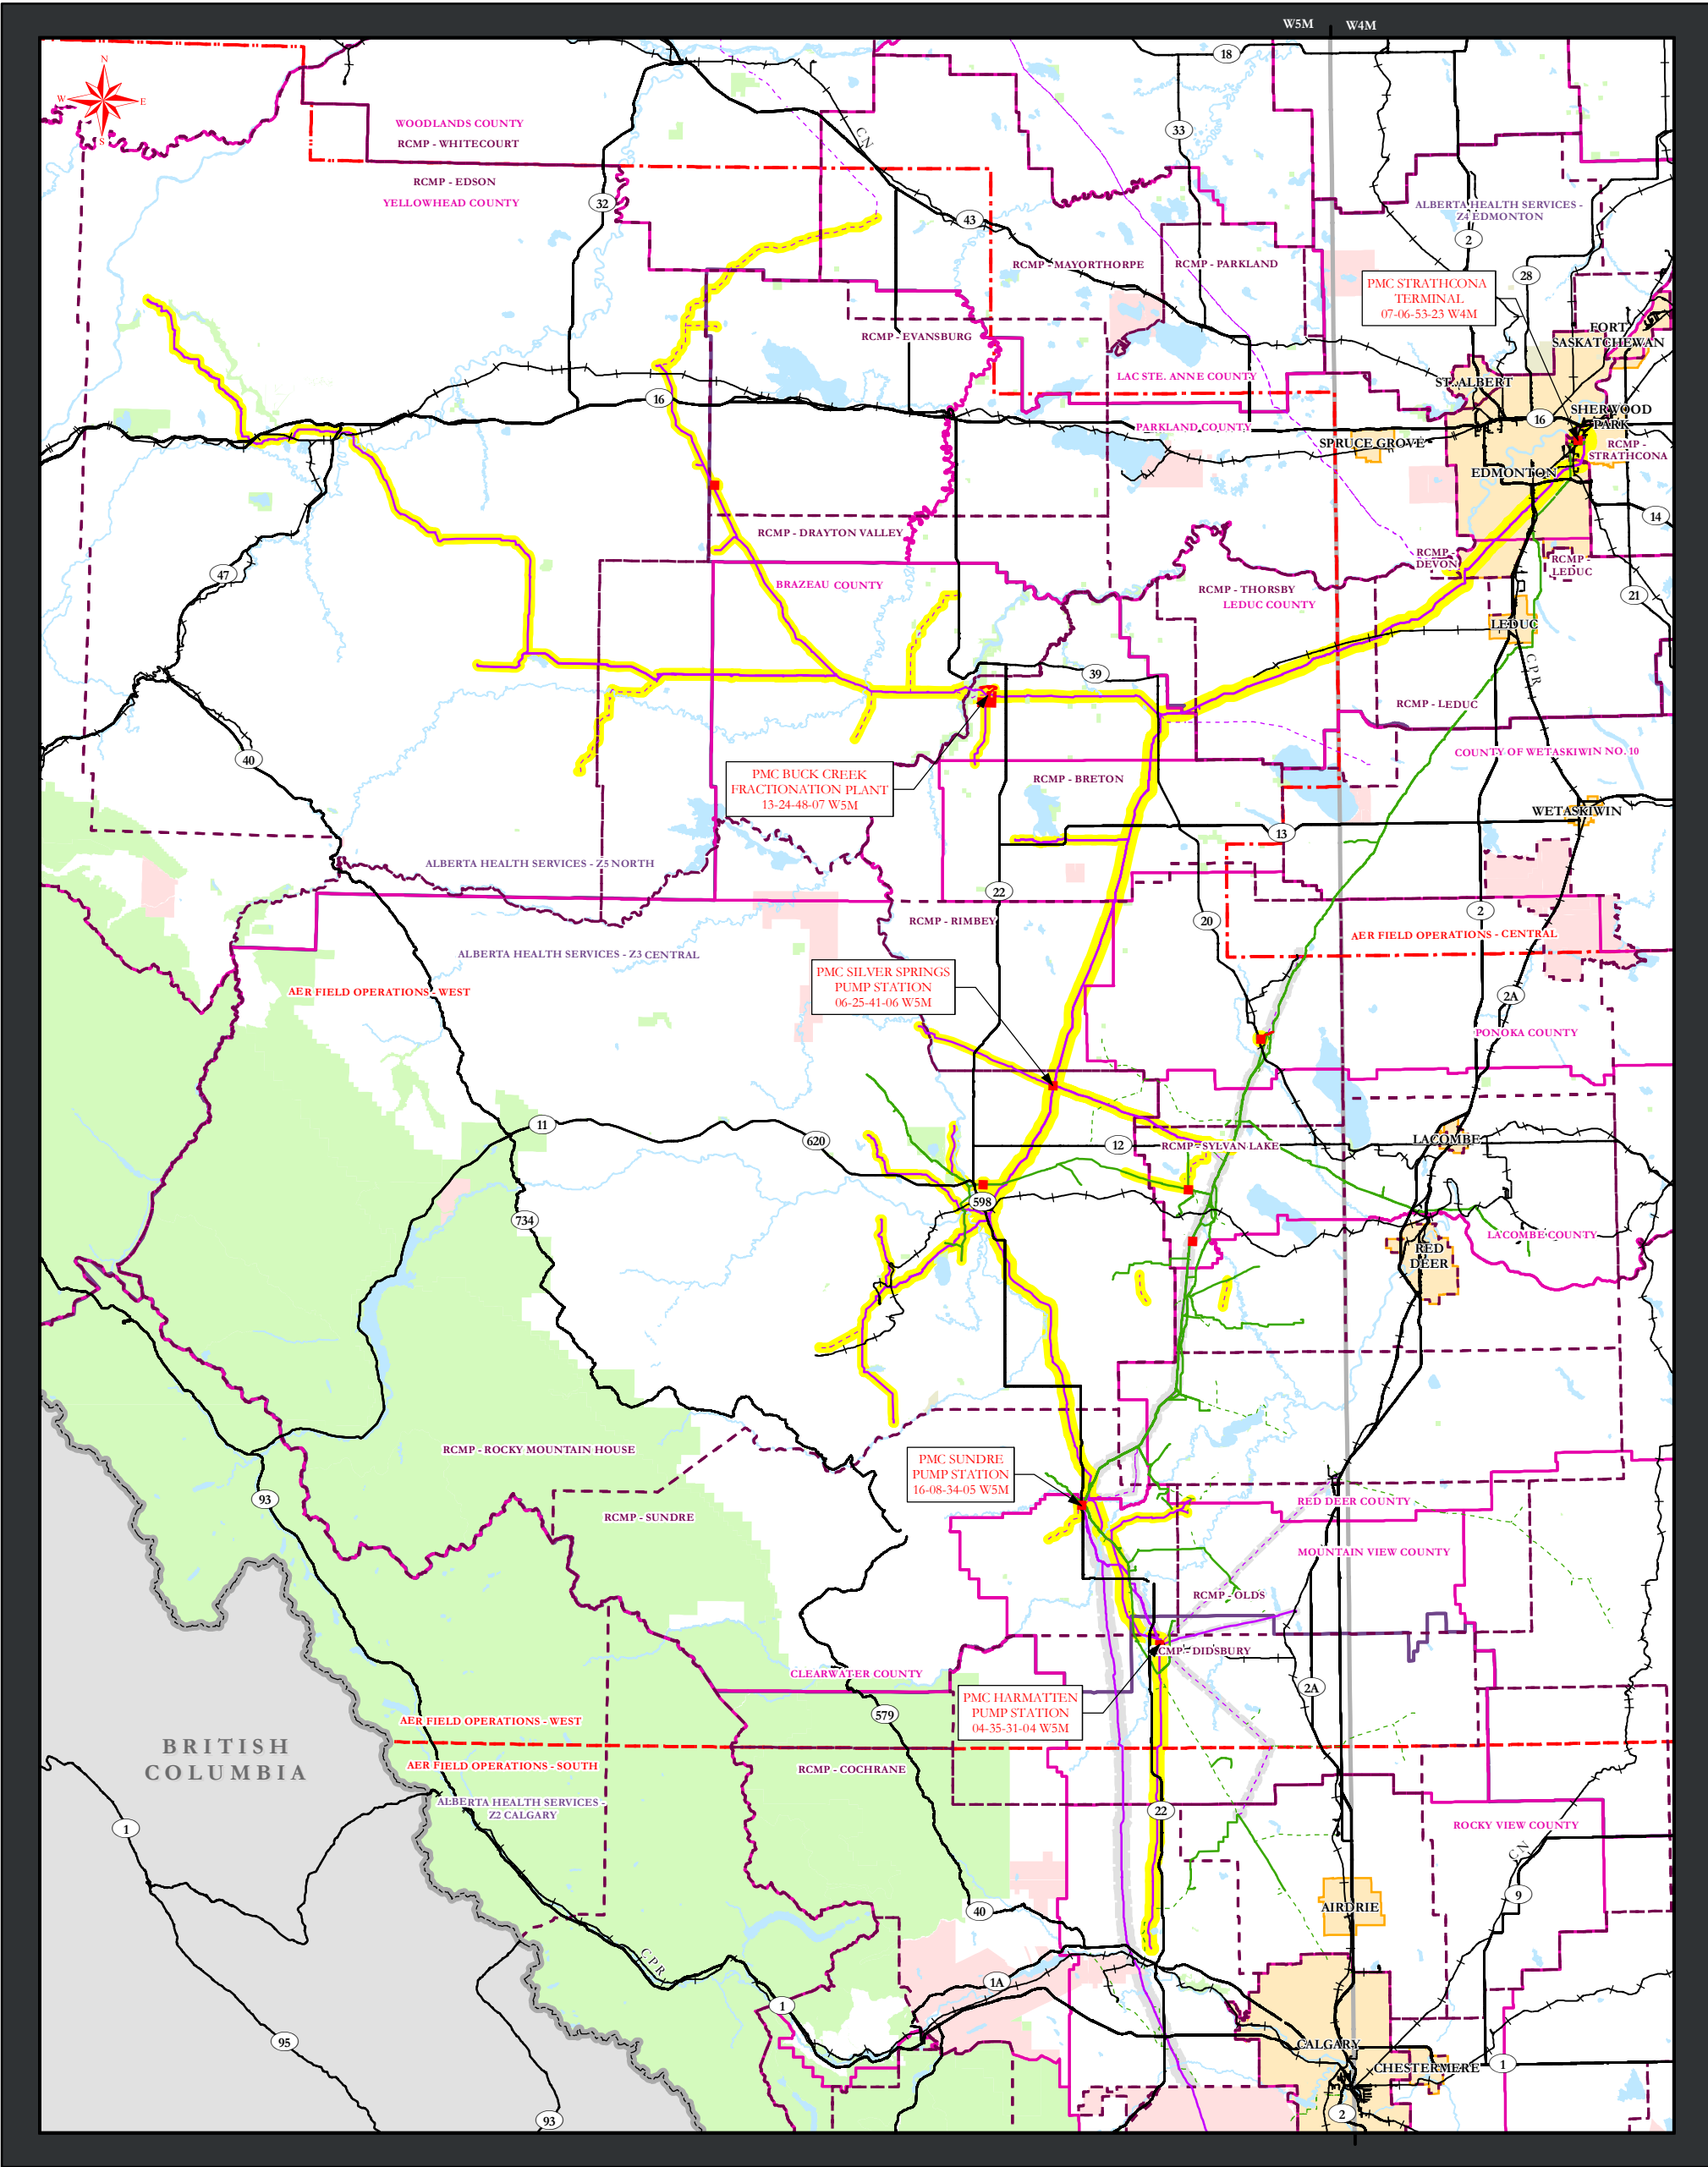 W5M
W4M
N
W
E
S
18
WOODLANDS COUNTY
RCMP - WHITECOURT
RCMP - EDSON
YELLOWHEAD COUNTY
CN
33
32
43
ALBERTA HEALTH SERVICES -
Z4 EDMONTON
2
28
RCMP - MAYORTHORPE
RCMP - PARKLAND
PMC STRATHCONA
TERMINAL
07-06-53-23 W4M
RCMP - EVANSBURG
FORT
SASKATCHEWAN
LAC STE. ANNE COUNTY
ST. ALBERT
16
16
SHERWOOD
PARK
PARKLAND COUNTY
SPRUCE GROVE
RCMP -
STRATHCONA
EDMONTON
14
RCMP - DRAYTON VALLEY
RCMP -
DEVON
RCMP -
LEDUC
47
BRAZEAU COUNTY
RCMP - THORSBY
LEDUC COUNTY
21
LEDUC
CPR
39
RCMP - LEDUC
COUNTY OF WETASKIWIN NO. 10
40
PMC BUCK CREEK
FRACTIONATION PLANT
13-24-48-07 W5M
RCMP - BRETON
WETASKIWIN
13
ALBERTA HEALTH SERVICES - Z5 NORTH
22
20
2
RCMP - RIMBEY
AER FIELD OPERATIONS - CENTRAL
ALBERTA HEALTH SERVICES - Z3 CENTRAL
PMC SILVER SPRINGS
PUMP STATION
06-25-41-06 W5M
AER FIELD OPERATIONS - WEST
2A
PONOKA COUNTY
11
620
12
RCMP - SYLVAN LAKE
LACOMBE
598
734
LACOMBE COUNTY
RED
DEER
RCMP - ROCKY MOUNTAIN HOUSE
PMC SUNDRE
PUMP STATION
16-08-34-05 W5M
93
RED DEER COUNTY
RCMP - SUNDRE
MOUNTAIN VIEW COUNTY
RCMP - OLDS
CMP - DIDSBURY
CLEARWATER COUNTY
2A
PMC HARMATTEN
PUMP STATION
04-35-31-04 W5M
579
AER FIELD OPERATIONS - WEST
BRITISH
COLUMBIA
AER FIELD OPERATIONS - SOUTH
RCMP - COCHRANE
ALBERTA HEALTH SERVICES -
Z2 CALGARY
22
1
ROCKY VIEW COUNTY
CN
9
AIRDRIE
40
CPR
1A
1
95
CALGARY
CHESTERMERE
1
93
2